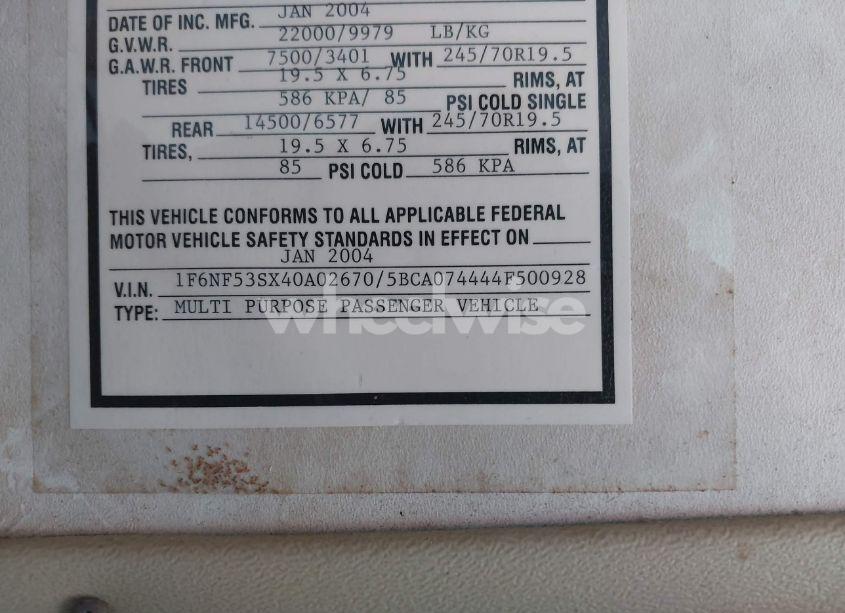 JAN 2004
DATE OF INC. MFG.
22000/9979 LB/KG
G.V.W.R.
7500/3401 WITH 245/70R19.5
G.A.W.R. FRONT
19.5 X 6.75
TIRES RIMS, AT
586 KPA/ 85 PSI COLD SINGLE
REAR 14500/6577 WITH 245/70R19.5
TIRES, 19.5 X 6.75 RIMS, AT
85 PSI COLD 586 KPA
THIS VEHICLE CONFORMS TO ALL APPLICABLE FEDERAL
MOTOR VEHICLE SAFETY STANDARDS IN EFFECT ON
JAN 2004
V.I.N. 1F6NF53SX40A02670/5BCA074444F500928
TYPE: MULTI PURPOSE PASSENGER VEHICLE
wheelwise